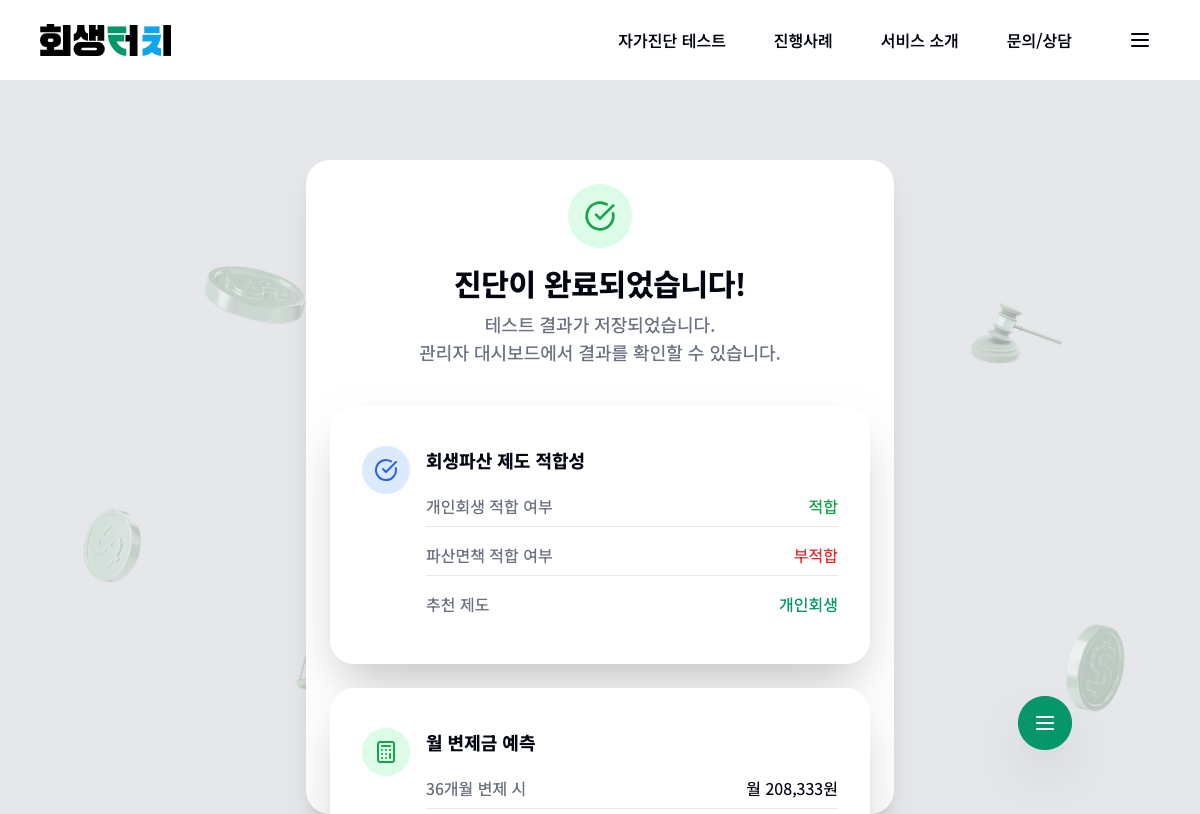 회생터치
자가진단 테스트
진행사례
서비스 소개
문의/상담
진단이 완료되었습니다!
테스트 결과가 저장되었습니다.
관리자 대시보드에서 결과를 확인할 수 있습니다.
회생파산 제도 적합성
개인회생 적합 여부 적합
파산면책 적합 여부 부적합
추천 제도 개인회생
월 변제금 예측
36개월 변제 시 월 208,333원